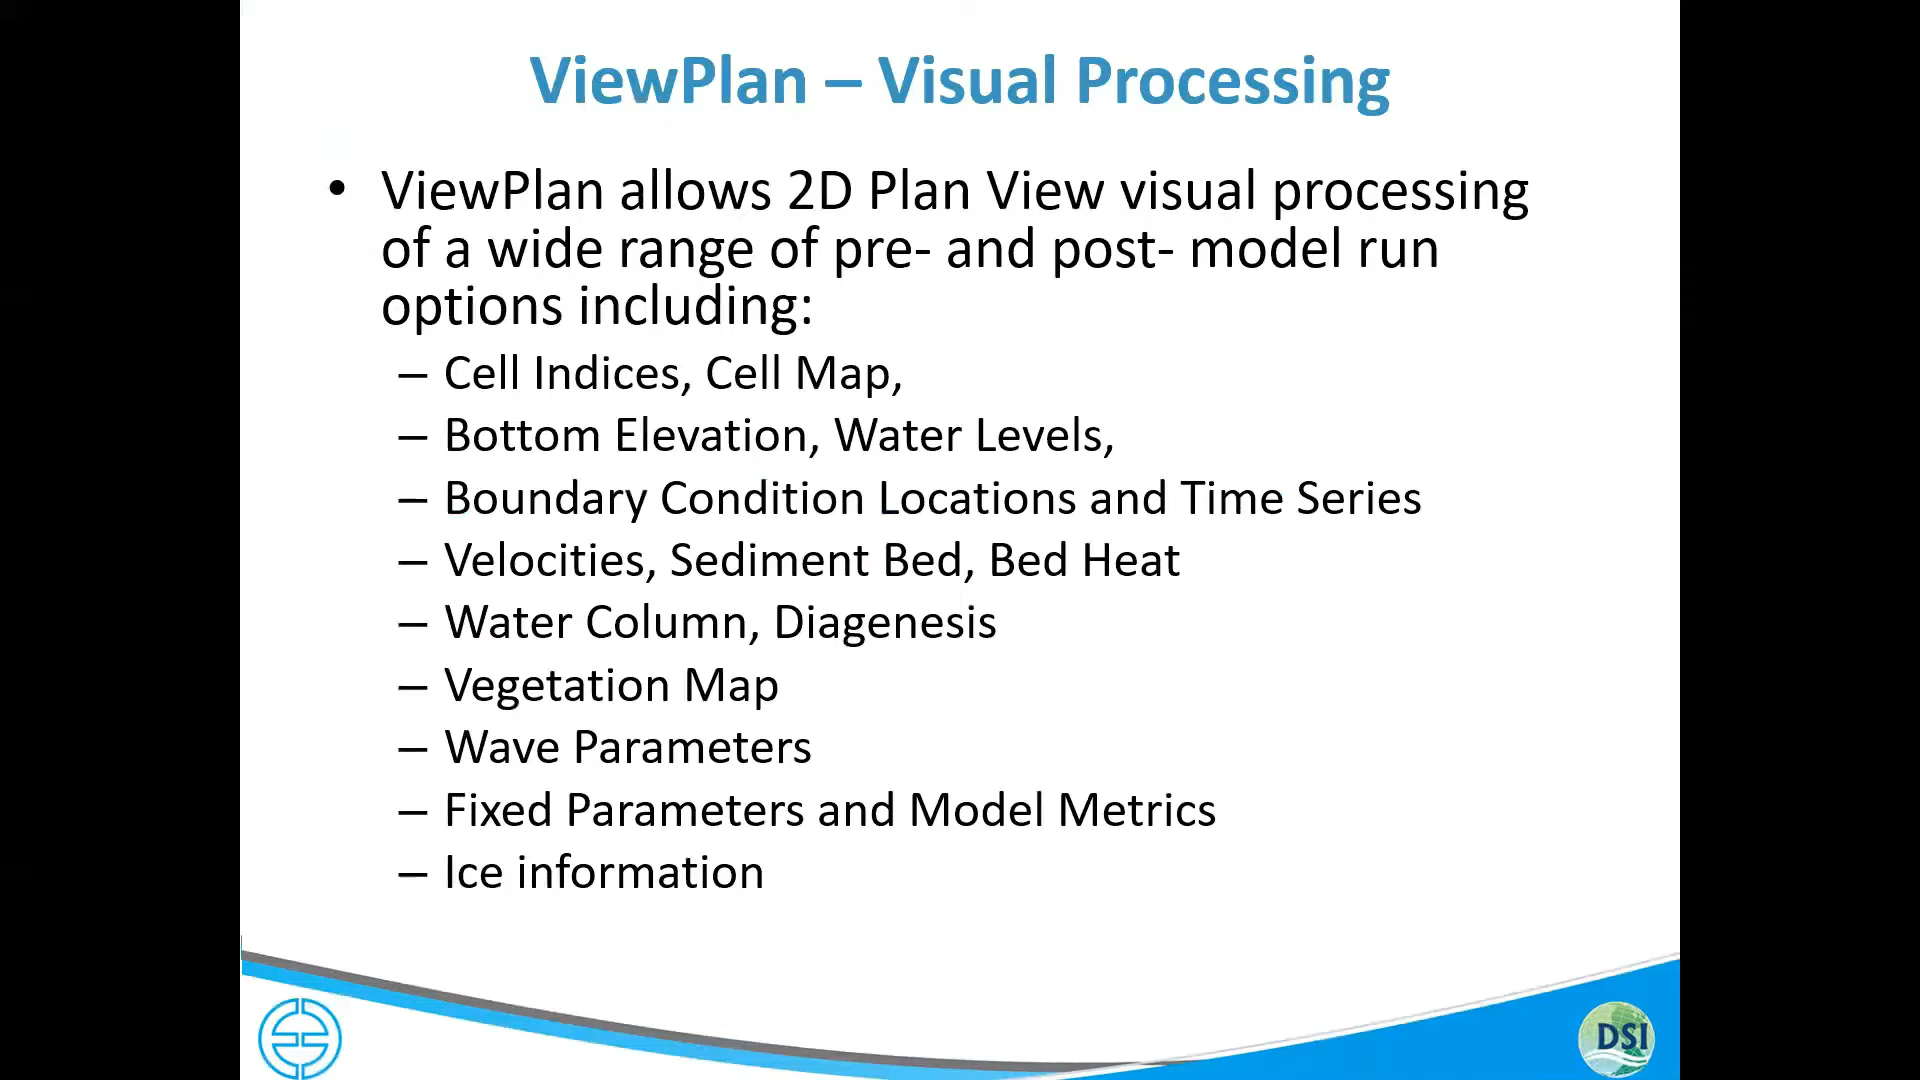 ViewPlan – Visual Processing
• ViewPlan allows 2D Plan View visual processing
of a wide range of pre- and post- model run
options including:
– Cell Indices, Cell Map,
– Bottom Elevation, Water Levels,
– Boundary Condition Locations and Time Series
– Velocities, Sediment Bed, Bed Heat
– Water Column, Diagenesis
– Vegetation Map
– Wave Parameters
– Fixed Parameters and Model Metrics
– Ice information
DSI